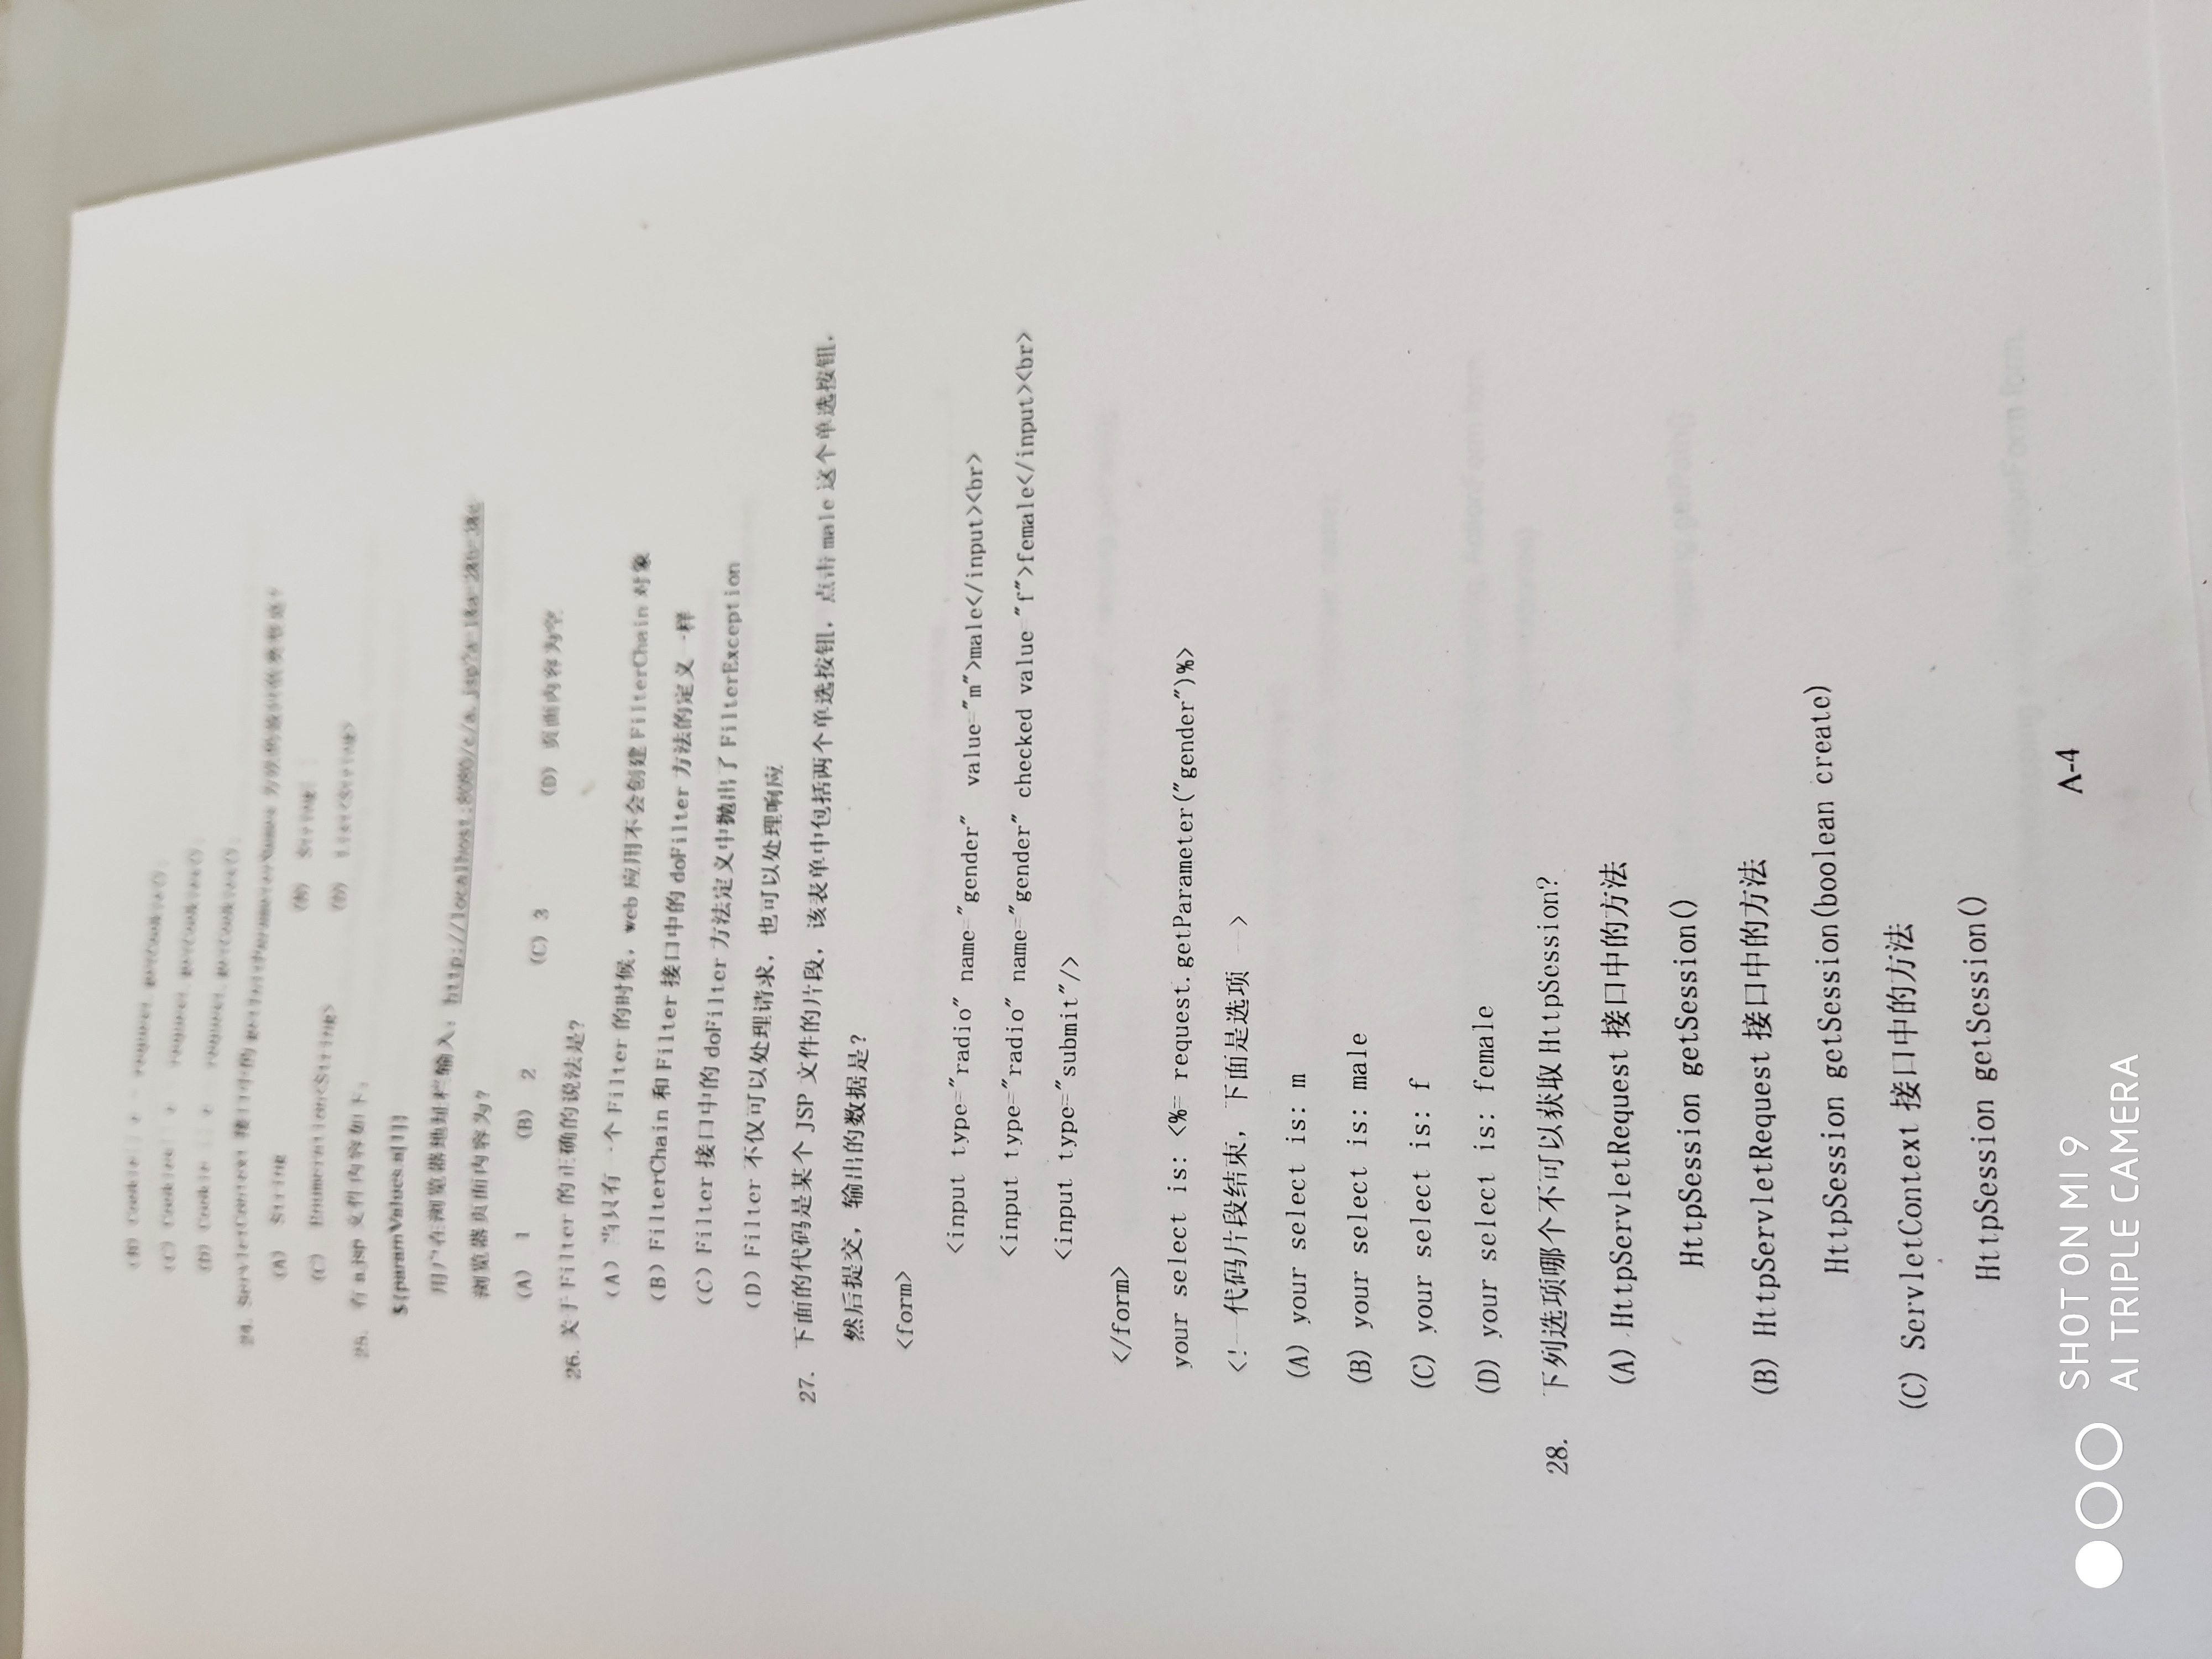 (B) Cookie[] c = request.getCookie();
(C) Cookies[] c = request.getCookies();
(D) Cookie [] c = request.getCookies();
24. ServletContext 接口中的 getInitParameterNames 方法的返回值类型是?
(A) String
(B) String[ ]
(C) Enumeration<String>
(D) List<String>
25. 有 a.jsp 文件内容如下：
${paramValues.a[1]}
用户在浏览器地址栏输入：http://localhost:8080/c/a.jsp?a=1&a=2&b=3&c
浏览器页面内容为?
(A) 1 (B) 2 (C) 3 (D) 页面内容为空
26. 关于 Filter 的正确的说法是?
(A) 当只有一个 Filter 的时候，web 应用不会创建 FilterChain 对象
(B) FilterChain 和 Filter 接口中的 doFilter 方法的定义一样
(C) Filter 接口中的 doFilter 方法定义中抛出了 FilterException
(D) Filter 不仅可以处理请求，也可以处理响应
27. 下面的代码是某个 JSP 文件的片段，该表单中包括两个单选按钮，点击 male 这个单选按钮，
然后提交，输出的数据是?
<form>
<input type="radio" name="gender" value="m">male</input><br>
<input type="radio" name="gender" checked value="f">female</input><br>
<input type="submit"/>
</form>
your select is: <%= request.getParameter("gender")%>
<!--代码片段结束，下面是选项 -->
(A) your select is: m
(B) your select is: male
(C) your select is: f
(D) your select is: female
28. 下列选项哪个不可以获取 HttpSession?
(A) HttpServletRequest 接口中的方法
HttpSession getSession()
(B) HttpServletRequest 接口中的方法
HttpSession getSession(boolean create)
(C) ServletContext 接口中的方法
HttpSession getSession()
A-4
SHOT ON MI 9
AI TRIPLE CAMERA